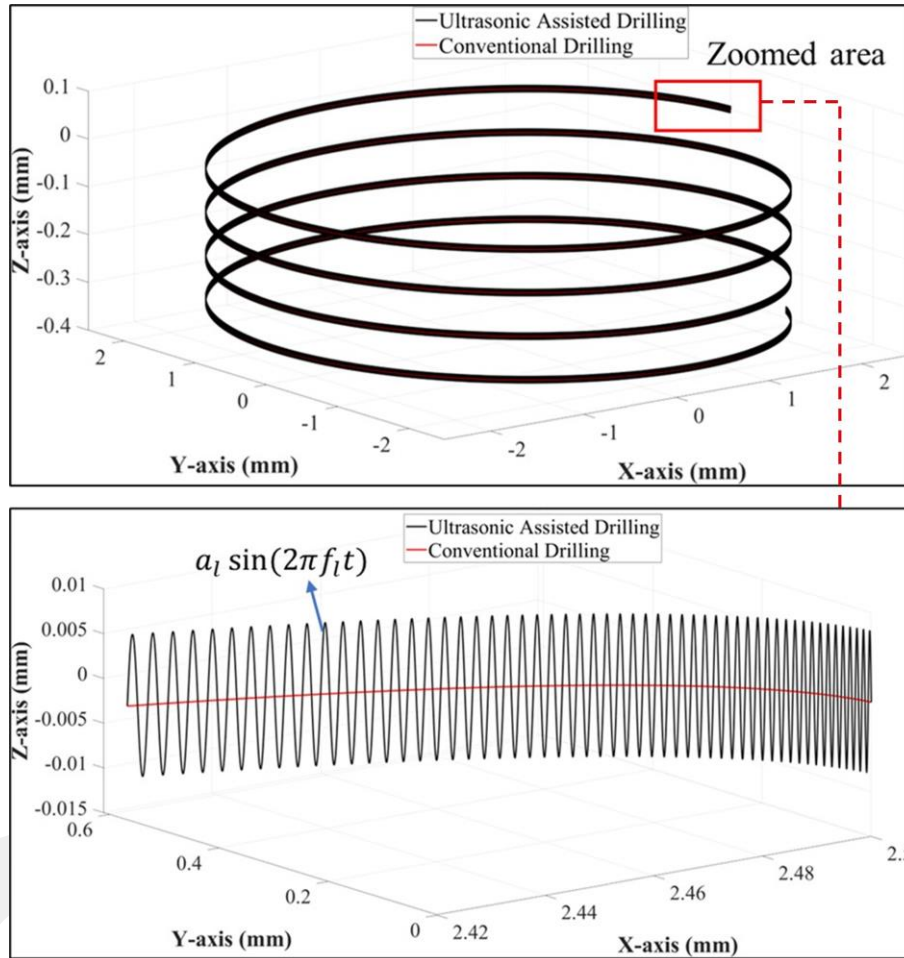 Ultrasonic Assisted Drilling
Conventional Drilling
Zoomed area
0.1
0
-0.1
-0.2
-0.3
-0.4
Z-axis (mm)
2
1
0
-1
-2
Y-axis (mm)
-2
-1
0
1
2
X-axis (mm)
Ultrasonic Assisted Drilling
Conventional Drilling
a_l sin(2πf_l t)
0.01
0.005
0
-0.005
-0.01
-0.015
Z-axis (mm)
0.6
0.4
0.2
0
Y-axis (mm)
2.42
2.44
2.46
2.48
X-axis (mm)